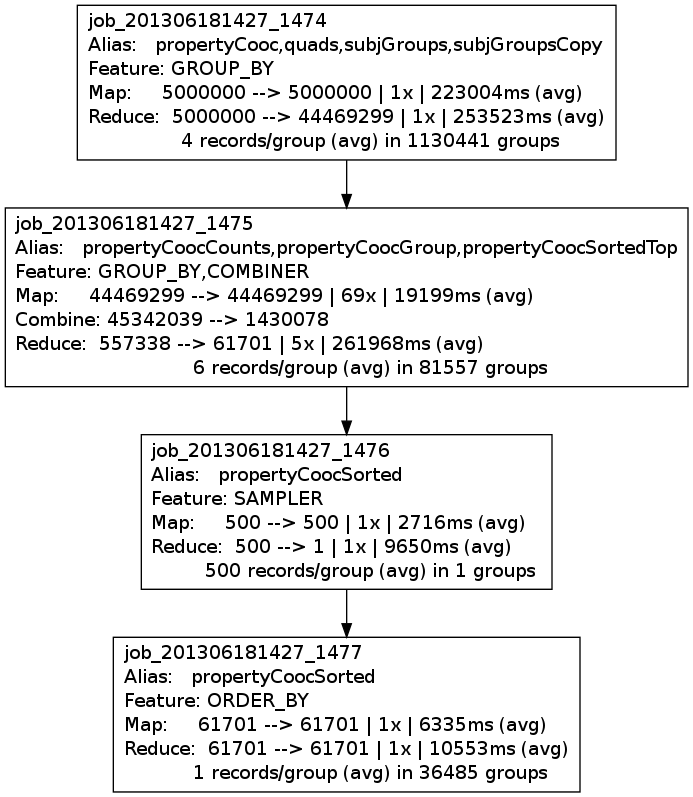 job_201306181427_1474
Alias: propertyCooc,quads,subjGroups,subjGroupsCopy
Feature: GROUP_BY
Map: 5000000 --> 5000000 | 1x | 223004ms (avg)
Reduce: 5000000 --> 44469299 | 1x | 253523ms (avg)
4 records/group (avg) in 1130441 groups
job_201306181427_1475
Alias: propertyCoocCounts,propertyCoocGroup,propertyCoocSortedTop
Feature: GROUP_BY,COMBINER
Map: 44469299 --> 44469299 | 69x | 19199ms (avg)
Combine: 45342039 --> 1430078
Reduce: 557338 --> 61701 | 5x | 261968ms (avg)
6 records/group (avg) in 81557 groups
job_201306181427_1476
Alias: propertyCoocSorted
Feature: SAMPLER
Map: 500 --> 500 | 1x | 2716ms (avg)
Reduce: 500 --> 1 | 1x | 9650ms (avg)
500 records/group (avg) in 1 groups
job_201306181427_1477
Alias: propertyCoocSorted
Feature: ORDER_BY
Map: 61701 --> 61701 | 1x | 6335ms (avg)
Reduce: 61701 --> 61701 | 1x | 10553ms (avg)
1 records/group (avg) in 36485 groups